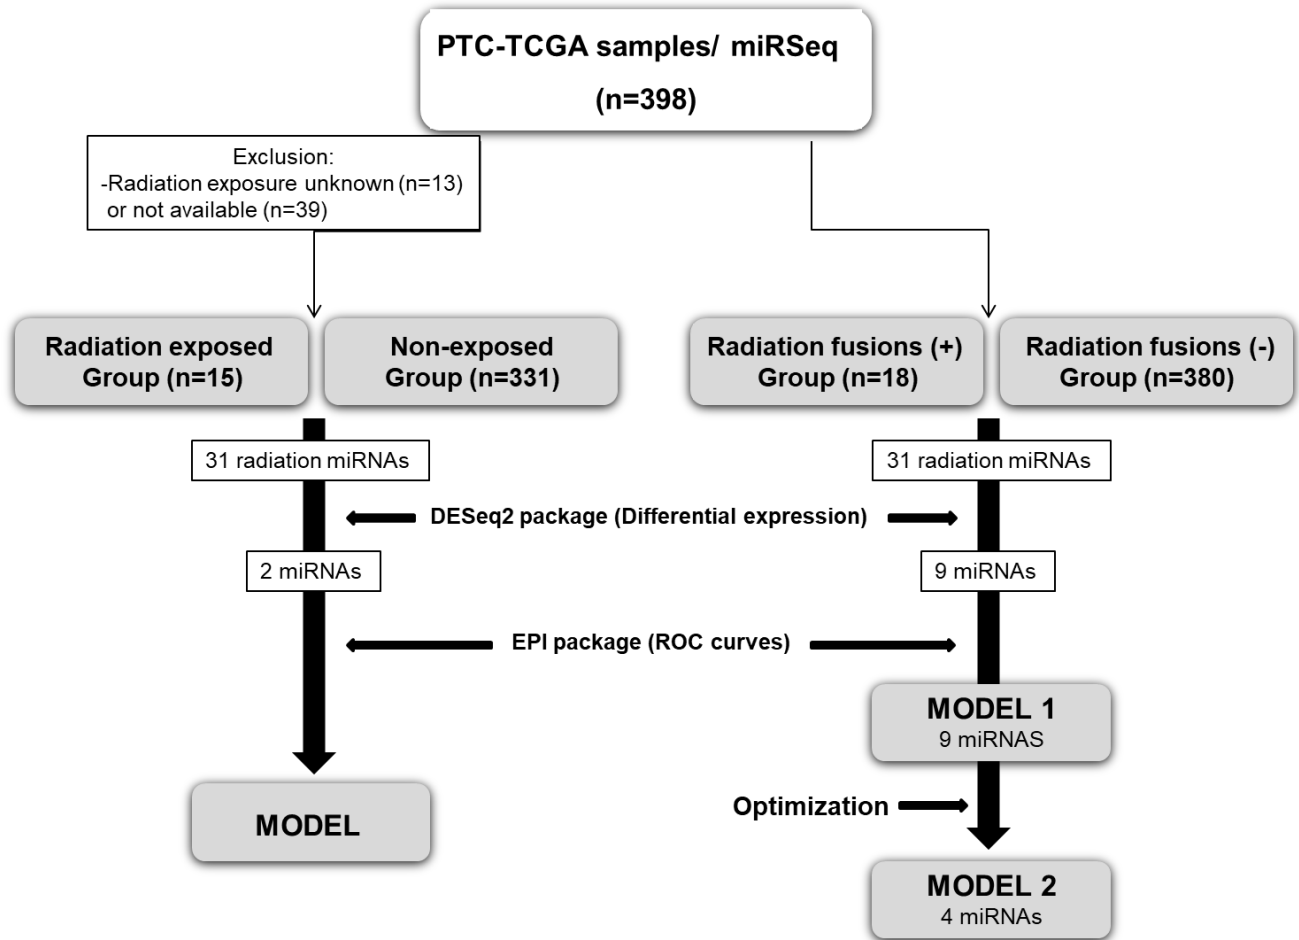 PTC-TCGA samples/ miRSeq
(n=398)
Exclusion:
-Radiation exposure unknown (n=13)
or not available (n=39)
Radiation exposed
Group (n=15)
Non-exposed
Group (n=331)
Radiation fusions (+)
Group (n=18)
Radiation fusions (-)
Group (n=380)
31 radiation miRNAs
31 radiation miRNAs
DESeq2 package (Differential expression)
2 miRNAs
9 miRNAs
EPI package (ROC curves)
MODEL 1
9 miRNAS
Optimization
MODEL
MODEL 2
4 miRNAs